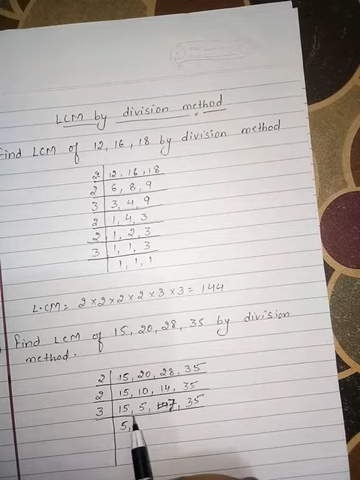 LCM by division method
Find LCM of 12, 16, 18 by division method
2 | 12, 16, 18
2 | 6, 8, 9
3 | 3, 4, 9
2 | 1, 4, 3
2 | 1, 2, 3
3 | 1, 1, 3
1, 1, 1
L.CM = 2×2×2×2×3×3 = 144
Find LCM of 15, 20, 28, 35 by division
method.
2 | 15, 20, 28, 35
2 | 15, 10, 14, 35
3 | 15, 5, 7, 35
5,